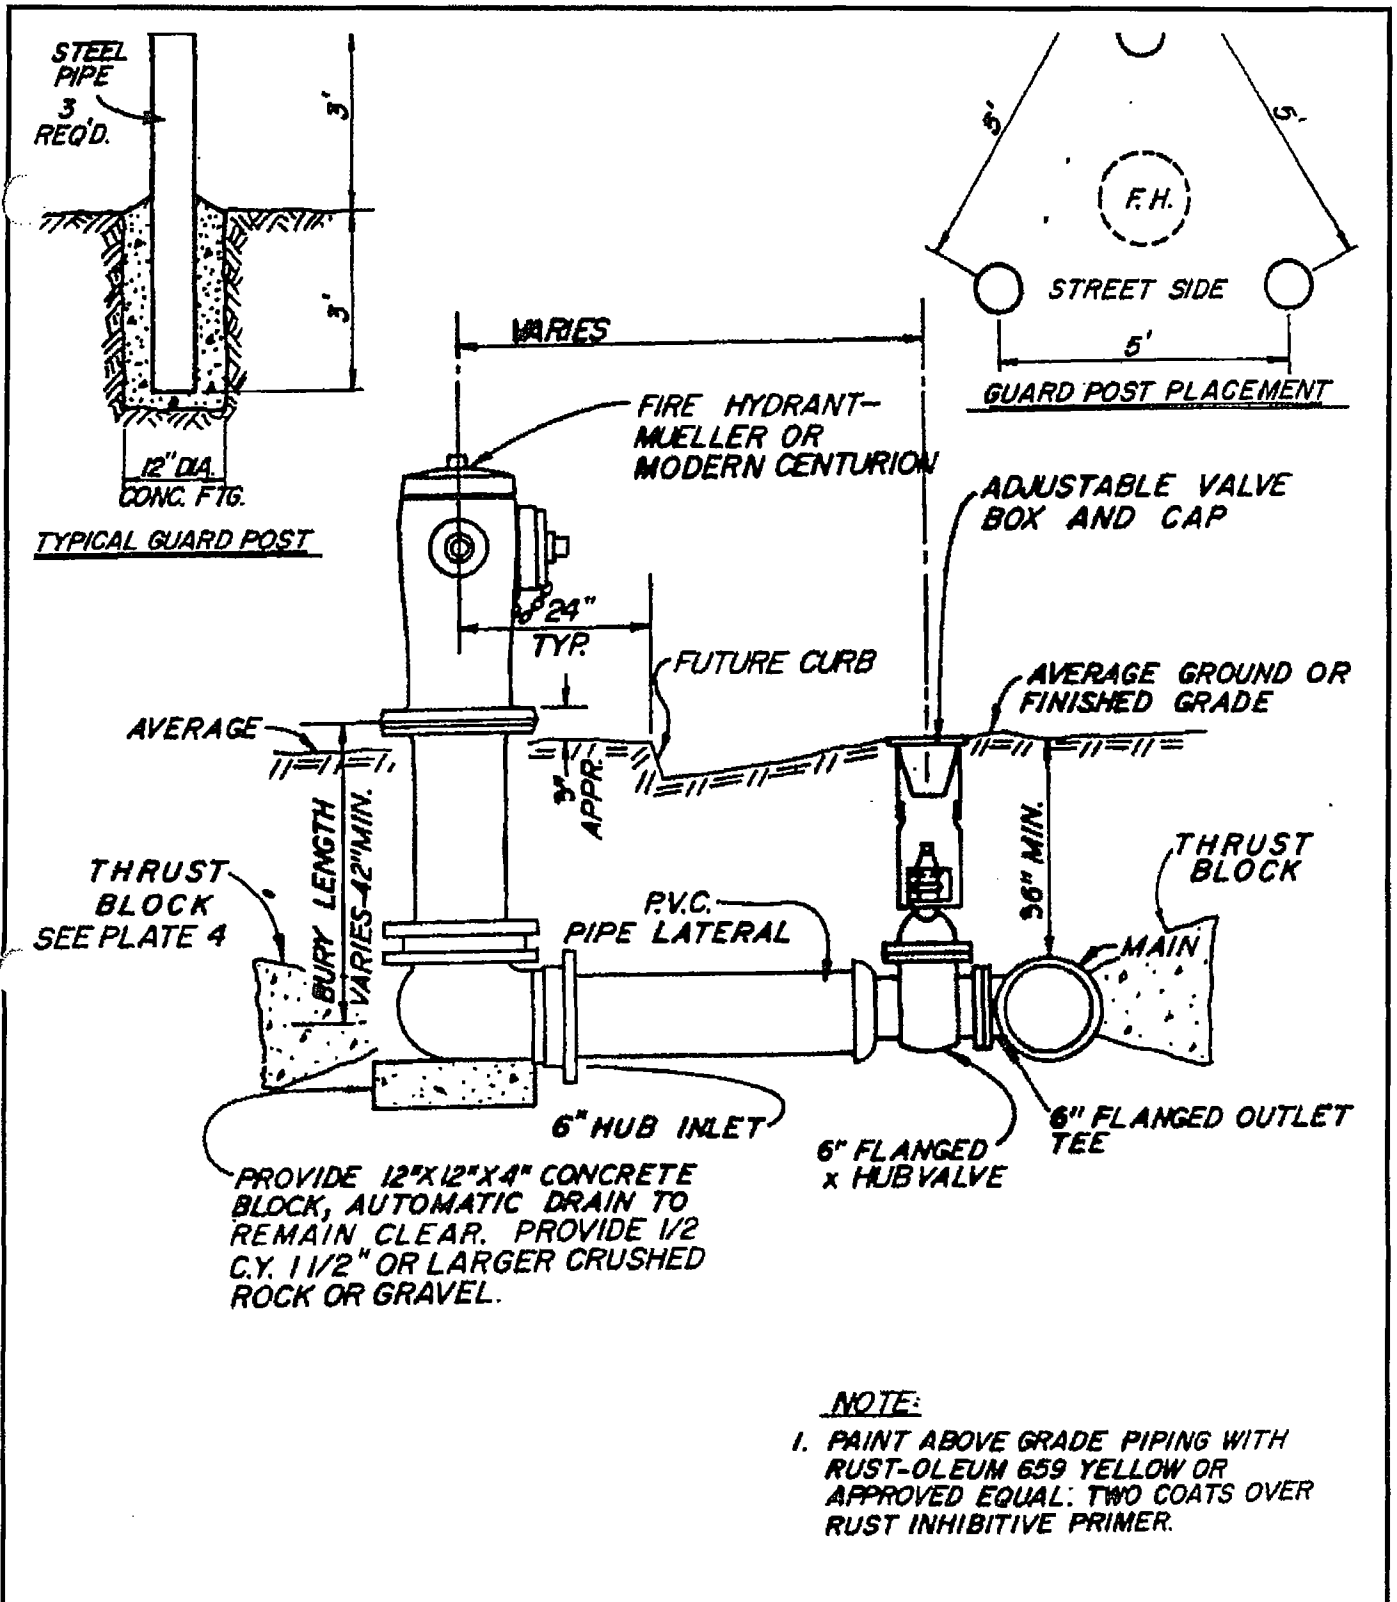 STEEL
PIPE
3
REQ'D.
3'
3'
12" DIA.
CONC. FTG.
TYPICAL GUARD POST
5'
5'
F.H.
STREET SIDE
5'
GUARD POST PLACEMENT
VARIES
FIRE HYDRANT-
MUELLER OR
MODERN CENTURION
ADJUSTABLE VALVE
BOX AND CAP
24"
TYP.
FUTURE CURB
AVERAGE GROUND OR
FINISHED GRADE
AVERAGE
3"
APPR.
BURY LENGTH
VARIES-42"MIN.
36" MIN.
THRUST
BLOCK
SEE PLATE 4
THRUST
BLOCK
P.V.C.
PIPE LATERAL
MAIN
6" HUB INLET
6" FLANGED
x HUB VALVE
6" FLANGED OUTLET
TEE
PROVIDE 12"X12"X4" CONCRETE
BLOCK, AUTOMATIC DRAIN TO
REMAIN CLEAR. PROVIDE 1/2
C.Y. 1 1/2" OR LARGER CRUSHED
ROCK OR GRAVEL.
NOTE:
1. PAINT ABOVE GRADE PIPING WITH
RUST-OLEUM 659 YELLOW OR
APPROVED EQUAL: TWO COATS OVER
RUST INHIBITIVE PRIMER.